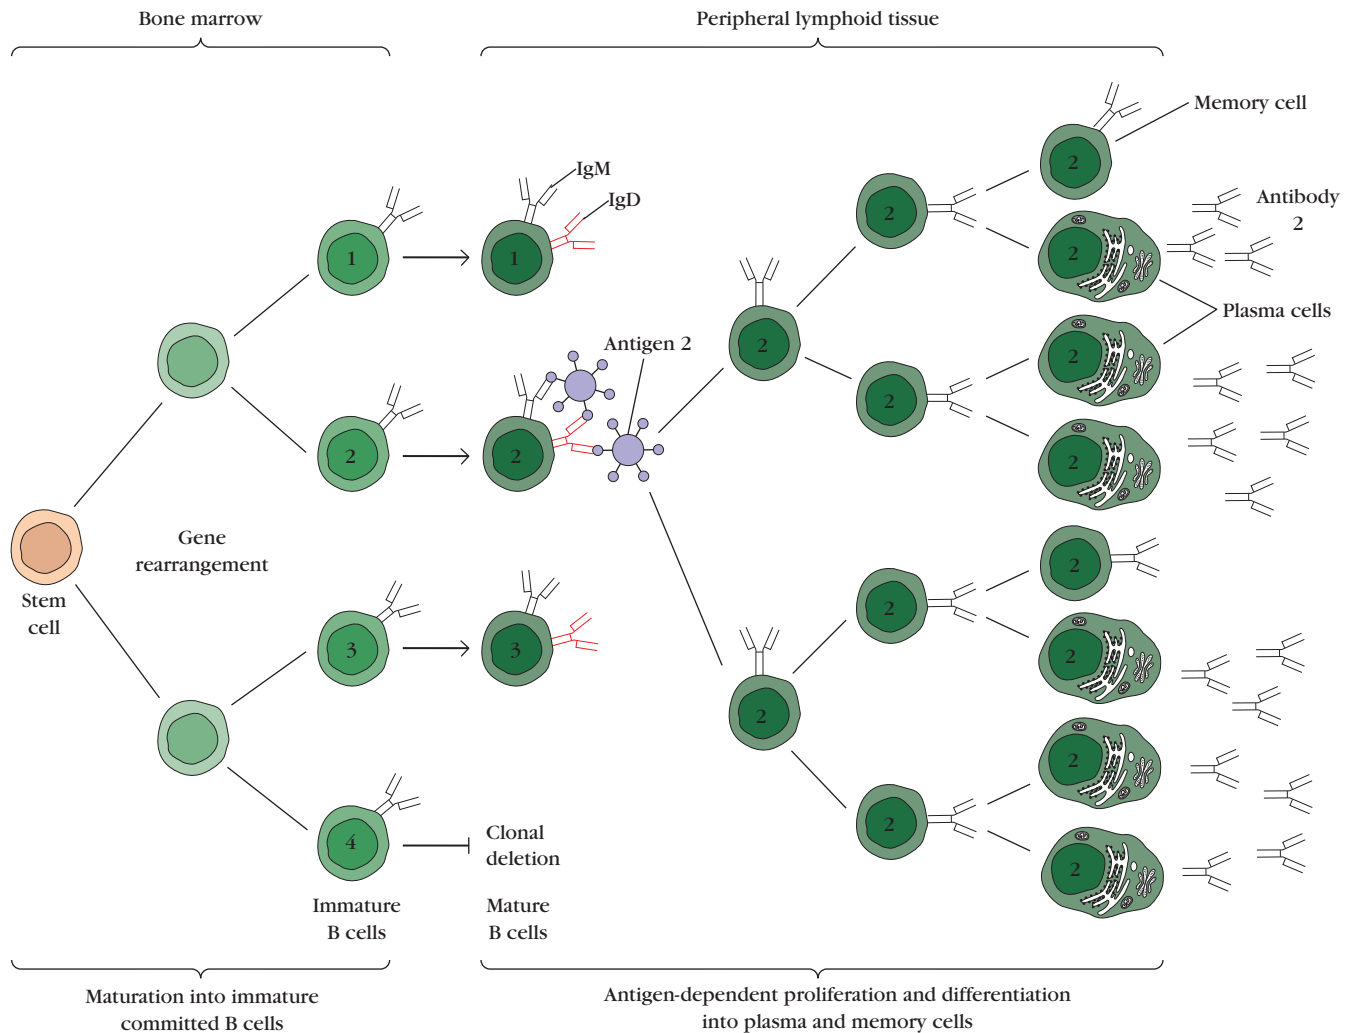 Bone marrow
Peripheral lymphoid tissue
Memory cell
IgM
IgD
Antibody
2
1
1
2
2
2
2
Plasma cells
Antigen 2
2
2
2
2
2
2
2
Gene
rearrangement
Stem
cell
2
2
3
3
2
2
2
4
Clonal
deletion
2
2
Immature
B cells
Mature
B cells
Maturation into immature
committed B cells
Antigen-dependent proliferation and differentiation
into plasma and memory cells